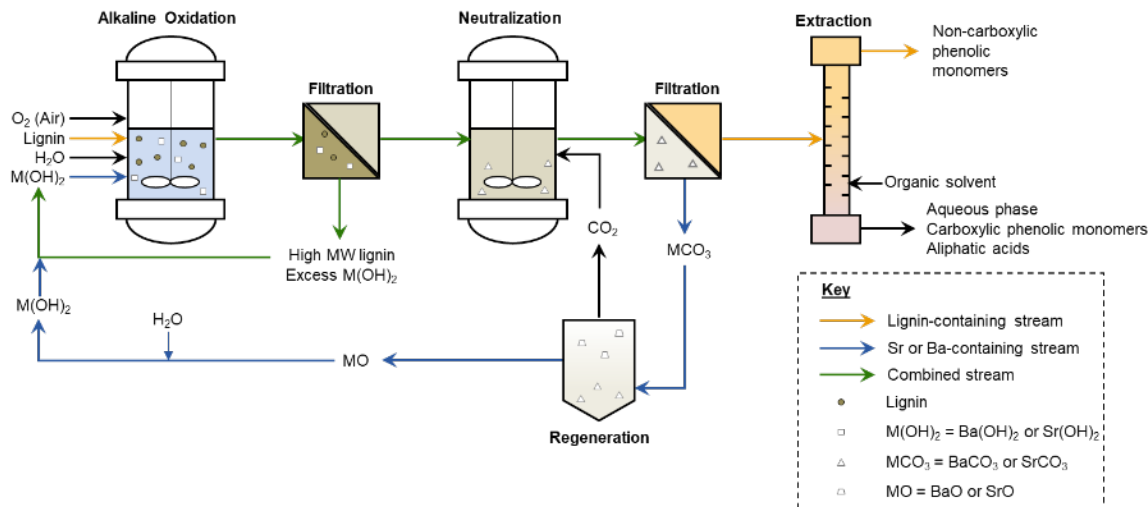 Alkaline Oxidation
Neutralization
Extraction
Filtration
Filtration
Non-carboxylic
phenolic
monomers
O₂ (Air)
Lignin
H₂O
M(OH)₂
Organic solvent
Aqueous phase
Carboxylic phenolic monomers
Aliphatic acids
High MW lignin
Excess M(OH)₂
CO₂
MCO₃
M(OH)₂
H₂O
MO
Regeneration
Key
Lignin-containing stream
Sr or Ba-containing stream
Combined stream
Lignin
M(OH)₂ = Ba(OH)₂ or Sr(OH)₂
MCO₃ = BaCO₃ or SrCO₃
MO = BaO or SrO